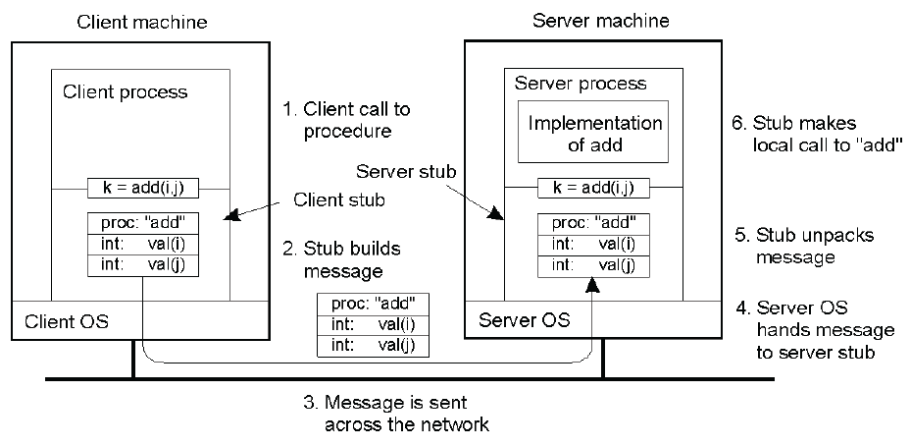 Client machine
Server machine
Client process
1. Client call to
procedure
Server process
Implementation
of add
6. Stub makes
local call to "add"
Server stub
k = add(i,j)
k = add(i,j)
Client stub
proc: "add"
int: val(i)
int: val(j)
2. Stub builds
message
proc: "add"
int: val(i)
int: val(j)
5. Stub unpacks
message
proc: "add"
int: val(i)
int: val(j)
Client OS
Server OS
4. Server OS
hands message
to server stub
3. Message is sent
across the network